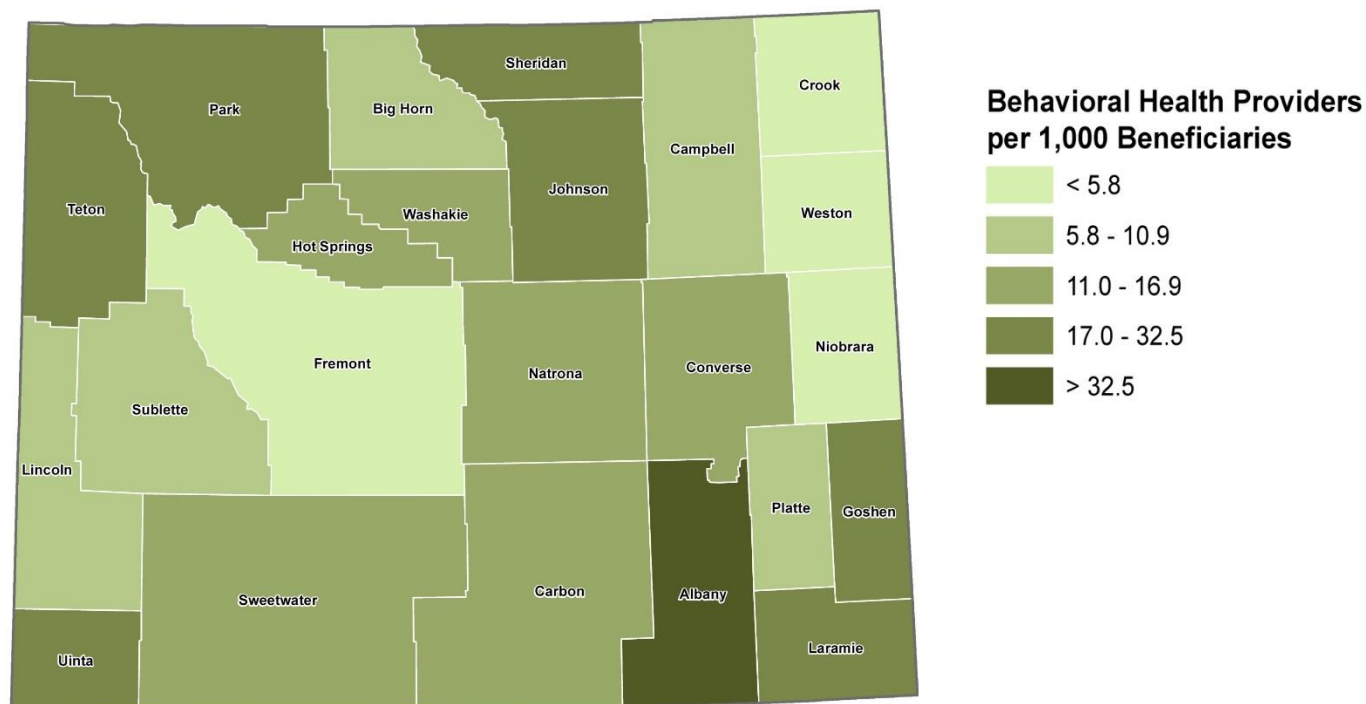 Sheridan
Crook
Park
Big Horn
Campbell
Johnson
Teton
Washakie
Weston
Hot Springs
Niobrara
Fremont
Converse
Natrona
Sublette
Lincoln
Platte
Goshen
Carbon
Albany
Sweetwater
Laramie
Uinta
Behavioral Health Providers
per 1,000 Beneficiaries
< 5.8
5.8 - 10.9
11.0 - 16.9
17.0 - 32.5
> 32.5